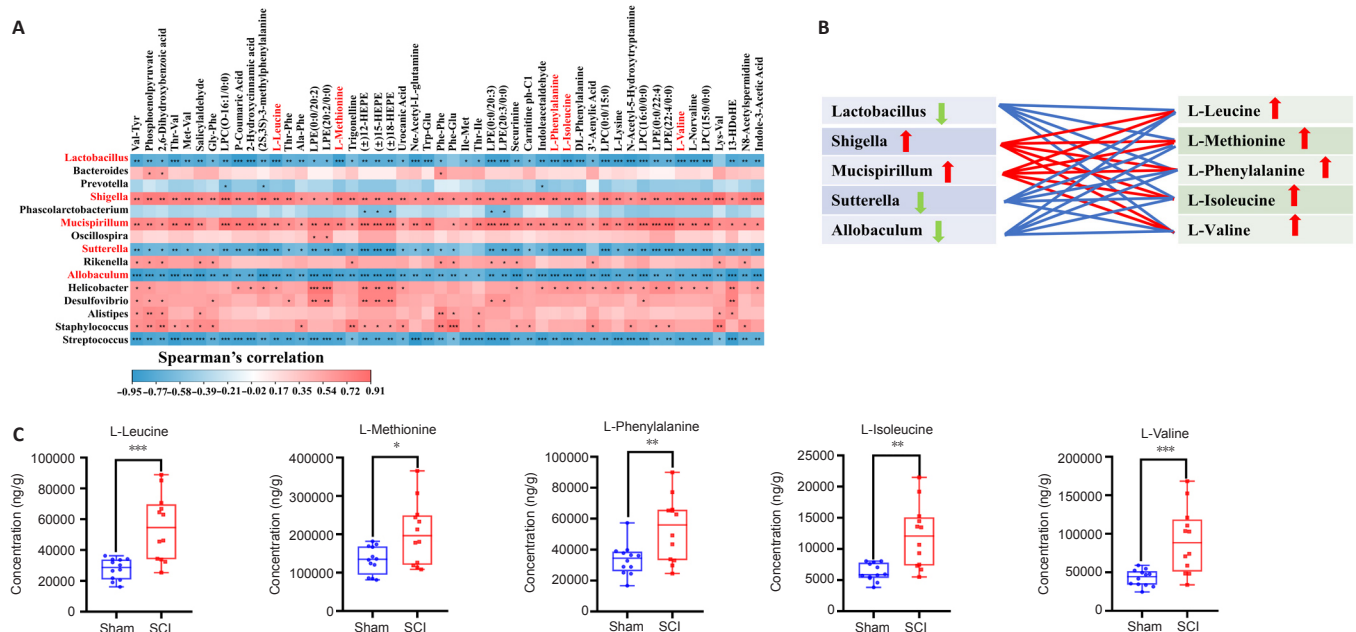 A
Val-Tyr
Phosphoenolpyruvate
2,6-Dihydroxybenzoic acid
Thr-Val
Met-Val
Salicylaldehyde
Gly-Phe
LPC(O-16:1/0:0)
P-Coumaric Acid
2-Hydroxycinnamic acid
(2S,3S)-3-methylphenylalanine
L-Leucine
Thr-Phe
Ala-Phe
LPE(0:0/20:2)
LPE(20:2/0:0)
L-Methionine
Trigonelline
(±)12-HEPE
(±)15-HEPE
(±)18-HEPE
Urocanic Acid
Nα-Acetyl-L-glutamine
Trp-Glu
Phe-Phe
Phe-Glu
Ile-Met
Thr-Ile
LPE(0:0/20:3)
LPE(20:3/0:0)
Securinine
Carnitine ph-C1
Indoleacetaldehyde
L-Phenylalanine
L-Isoleucine
DL-Phenylalanine
LPC(0:0/15:0)
L-Lysine
N-Acetyl-5-Hydroxytryptamine
LPC(16:0/0:0)
LPE(0:0/22:4)
LPE(22:4/0:0)
3'-Aenylic Acid
L-Valine
L-Norvaline
LPC(15:0/0:0)
Lys-Val
13-HDoHE
N8-Acetylspermidine
Indole-3-Acetic Acid
Lactobacillus
Bacteroides
Prevotella
Shigella
Phascolarctobacterium
Mucispirillum
Oscillospira
Sutterella
Rikenella
Allobaculum
Helicobacter
Desulfovibrio
Alistipes
Staphylococcus
Streptococcus
Spearman's correlation
−0.95 −0.77 −0.58 −0.39 −0.21 −0.02 0.17 0.34 0.54 0.72 0.91
B
Lactobacillus
Shigella
Mucispirillum
Sutterella
Allobaculum
L-Leucine
L-Methionine
L-Phenylalanine
L-Isoleucine
L-Valine
C
L-Leucine
***
Concentration (ng/g)
100000
80000
60000
40000
20000
0
Sham SCI
L-Methionine
*
Concentration (ng/g)
400000
300000
200000
100000
0
Sham SCI
L-Phenylalanine
**
Concentration (ng/g)
100000
80000
60000
40000
20000
0
Sham SCI
L-Isoleucine
**
Concentration (ng/g)
25000
20000
15000
10000
5000
0
Sham SCI
L-Valine
***
Concentration (ng/g)
200000
150000
100000
50000
0
Sham SCI